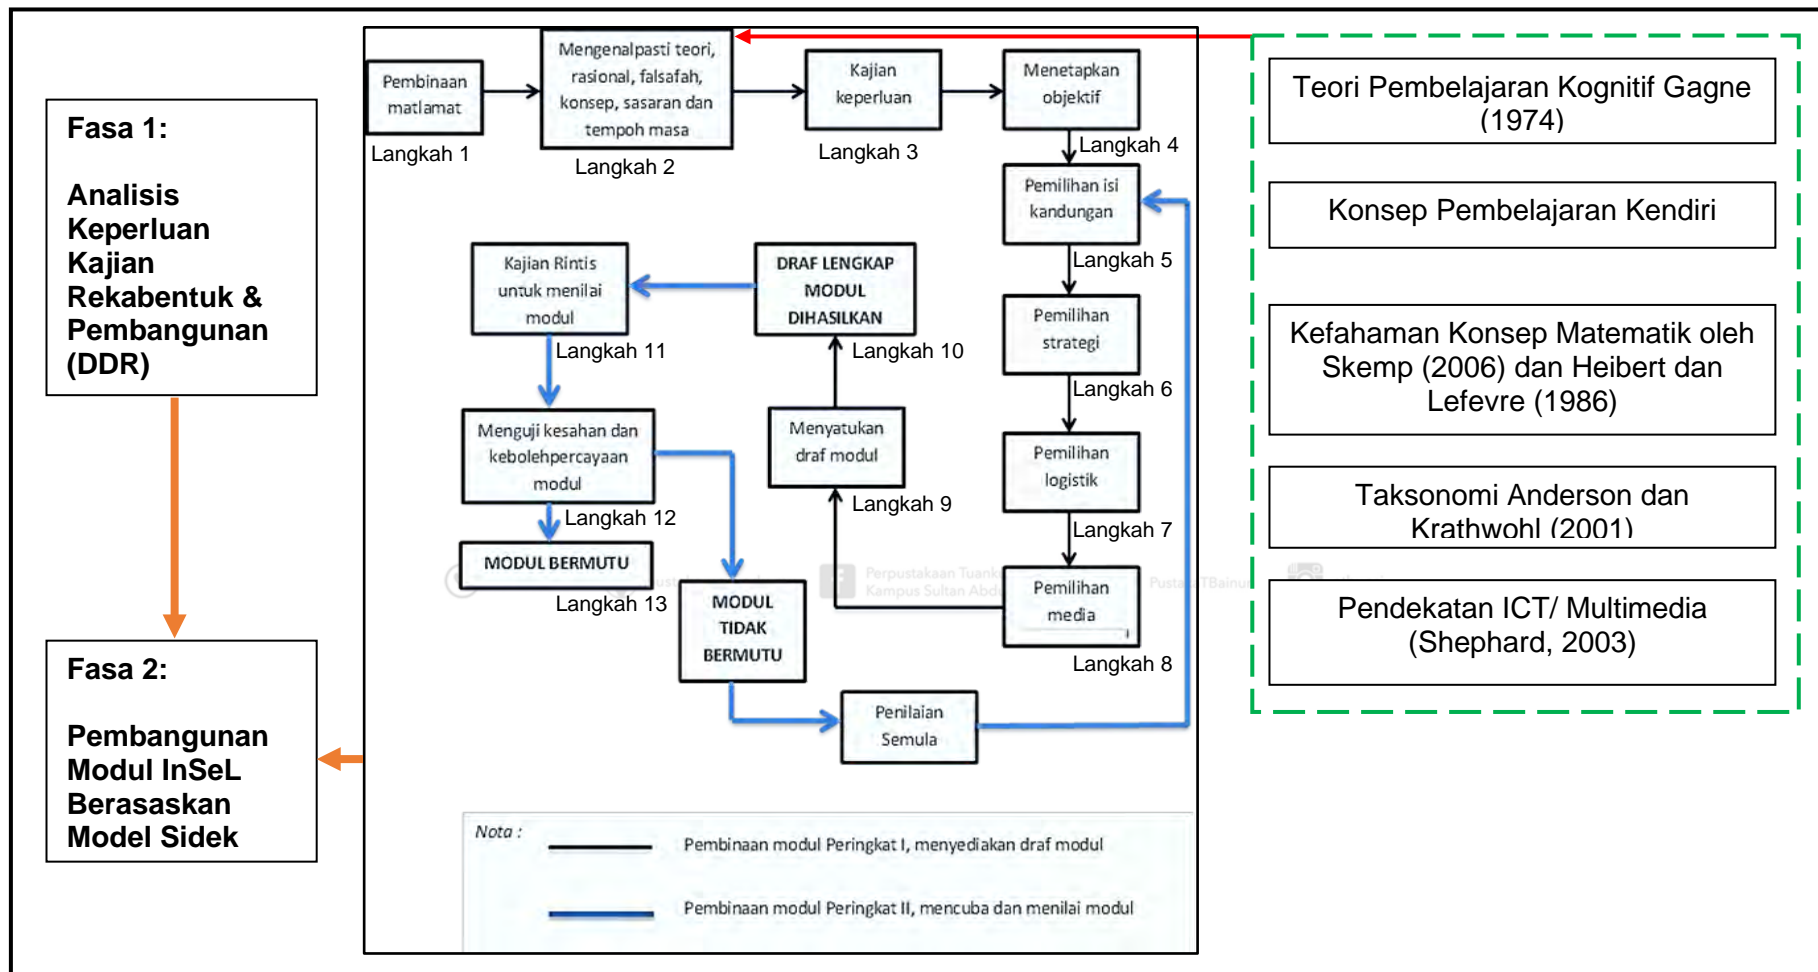 Fasa 1:
Analisis
Keperluan
Kajian
Rekabentuk &
Pembangunan
(DDR)
Fasa 2:
Pembangunan
Modul InSeL
Berasaskan
Model Sidek
Pembinaan
matlamat
Langkah 1
Mengenalpasti teori,
rasional, falsafah,
konsep, sasaran dan
tempoh masa
Langkah 2
Kajian
keperluan
Langkah 3
Menetapkan
objektif
Langkah 4
Pemilihan isi
kandungan
Langkah 5
Pemilihan
strategi
Langkah 6
Pemilihan
logistik
Langkah 7
Pemilihan
media
Langkah 8
Menyatukan
draf modul
Langkah 9
DRAF LENGKAP
MODUL
DIHASILKAN
Langkah 10
Kajian Rintis
untuk menilai
modul
Langkah 11
Menguji kesahan dan
kebolehpercayaan
modul
Langkah 12
MODUL BERMUTU
Langkah 13
MODUL
TIDAK
BERMUTU
Penilaian
Semula
Perpustakaan
Kampus Sultan
Nota :
Pembinaan modul Peringkat I, menyediakan draf modul
Pembinaan modul Peringkat II, mencuba dan menilai modul
Teori Pembelajaran Kognitif Gagne
(1974)
Konsep Pembelajaran Kendiri
Kefahaman Konsep Matematik oleh
Skemp (2006) dan Heibert dan
Lefevre (1986)
Taksonomi Anderson dan
Krathwohl (2001)
Pendekatan ICT/ Multimedia
(Shephard, 2003)